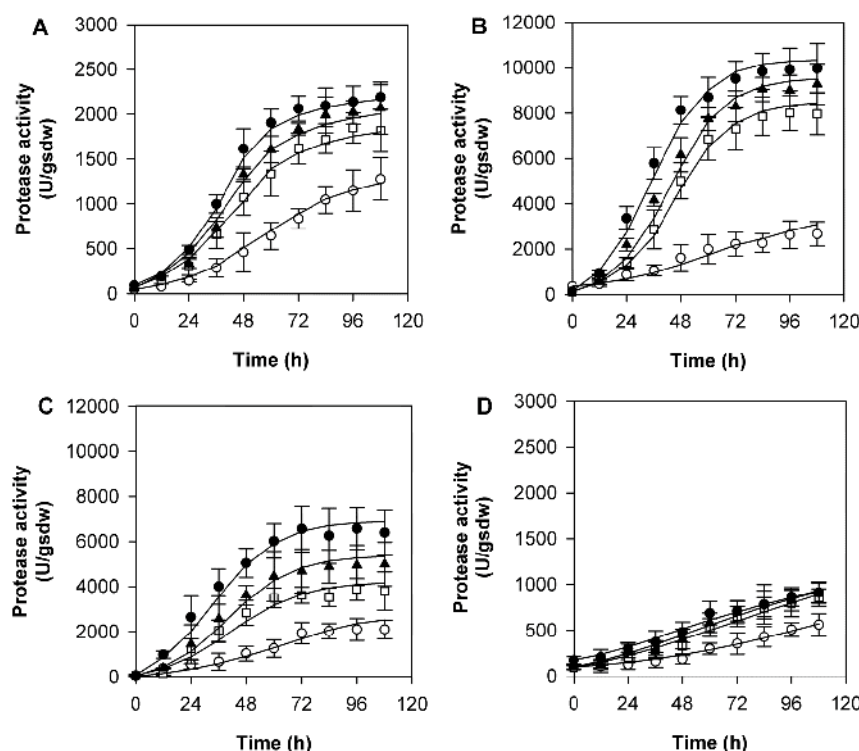 A
Protease activity
(U/gsdw)
3000
2500
2000
1500
1000
500
0
0 24 48 72 96 120
Time (h)
B
Protease activity
(U/gsdw)
12000
10000
8000
6000
4000
2000
0
0 24 48 72 96 120
Time (h)
C
Protease activity
(U/gsdw)
12000
10000
8000
6000
4000
2000
0
0 24 48 72 96 120
Time (h)
D
Protease activity
(U/gsdw)
3000
2500
2000
1500
1000
500
0
0 24 48 72 96 120
Time (h)